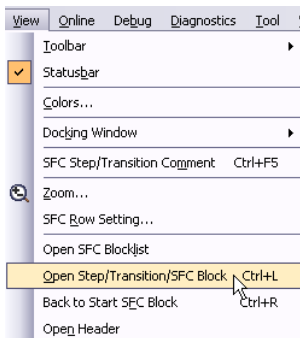 View Online Debug Diagnostics Tool
Toolbar
Statusbar
Colors...
Docking Window
SFC Step/Transition Comment Ctrl+F5
Zoom...
SFC Row Setting...
Open SFC Blocklist
Open Step/Transition/SFC Block Ctrl+L
Back to Start SFC Block Ctrl+R
Open Header